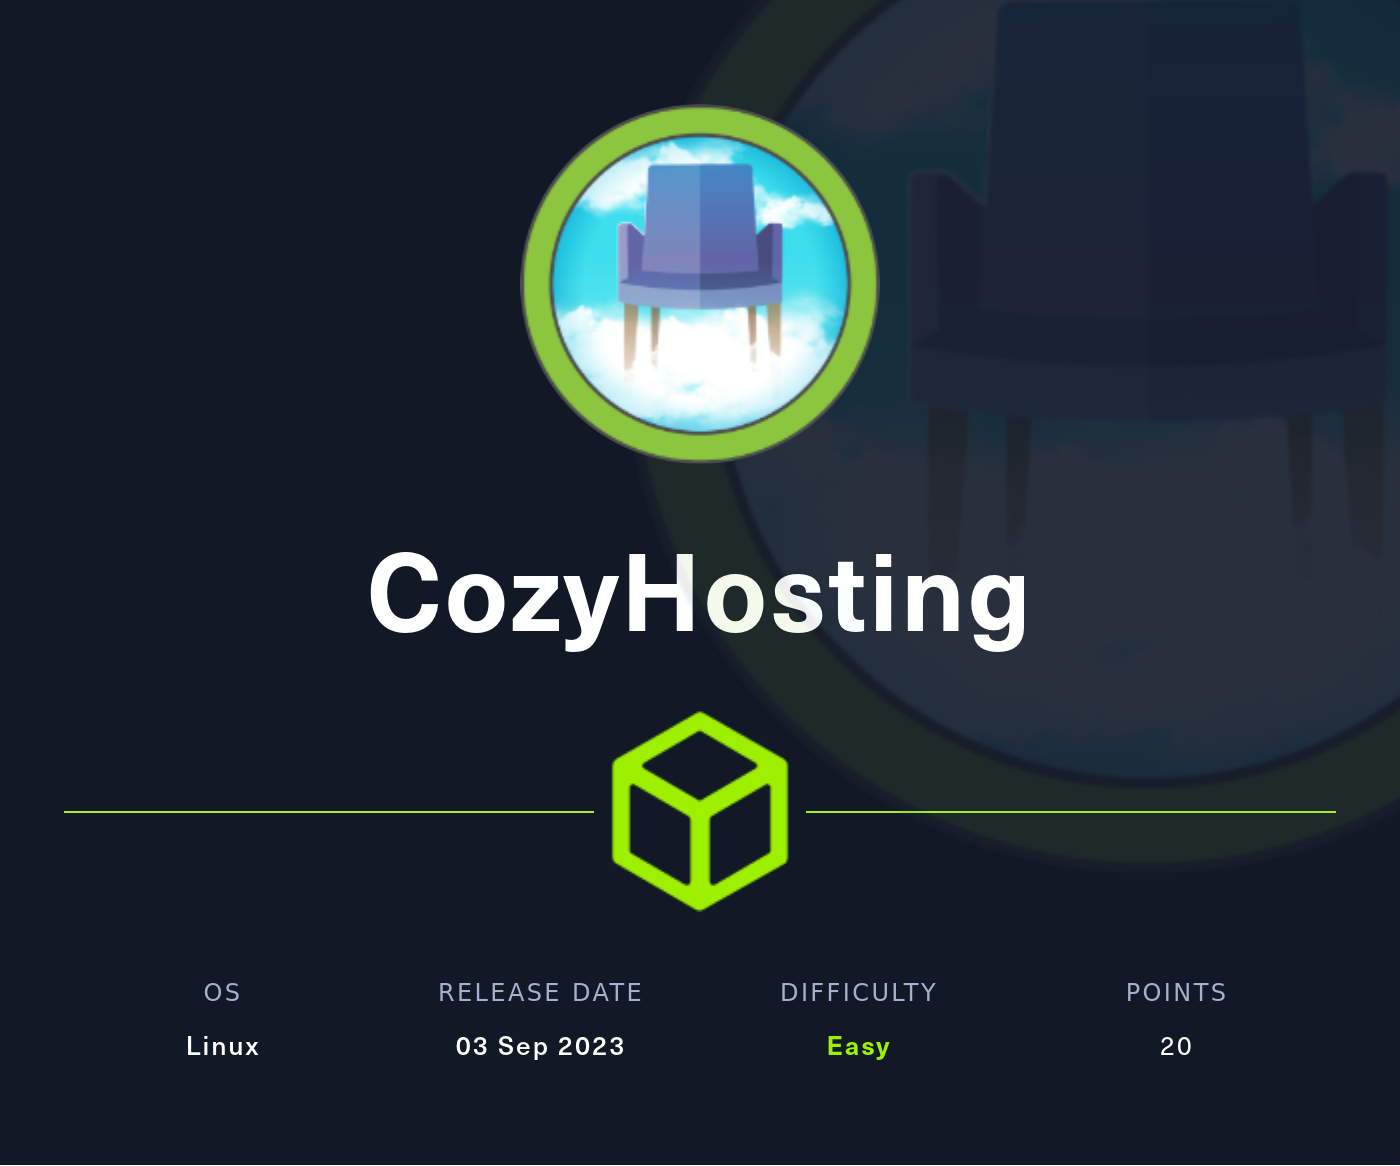 CozyHosting
OS
RELEASE DATE
DIFFICULTY
POINTS
Linux
03 Sep 2023
Easy
20